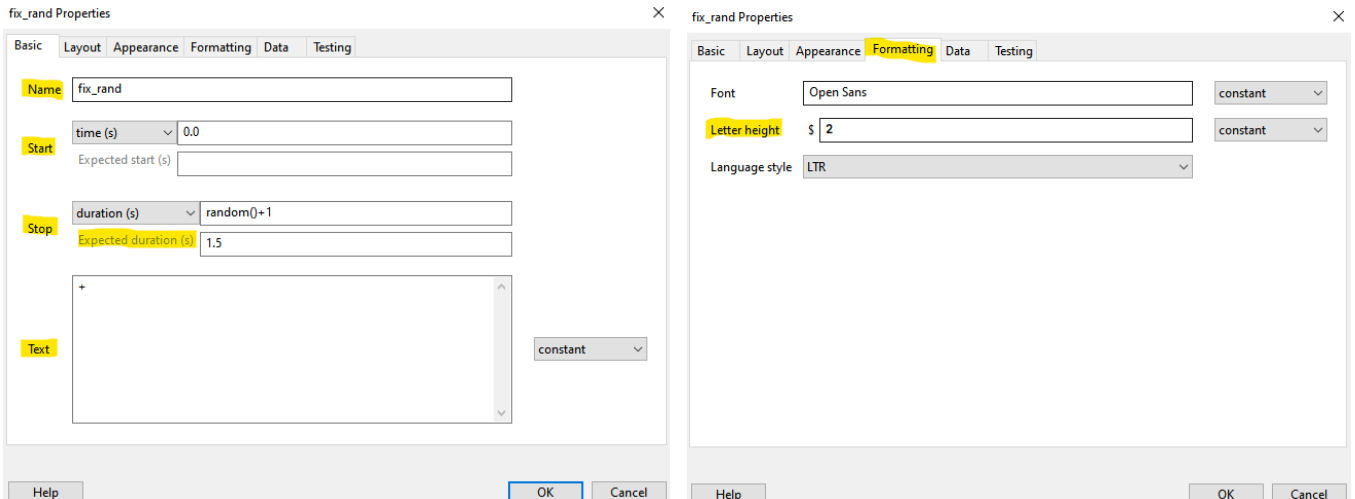 fix_rand Properties
Basic Layout Appearance Formatting Data Testing
Name fix_rand
Start time (s) 0.0
Expected start (s)
Stop duration (s) random()+1
Expected duration (s) 1.5
Text +
constant
Help OK Cancel
fix_rand Properties
Basic Layout Appearance Formatting Data Testing
Font Open Sans constant
Letter height $ 2 constant
Language style LTR
Help OK Cancel